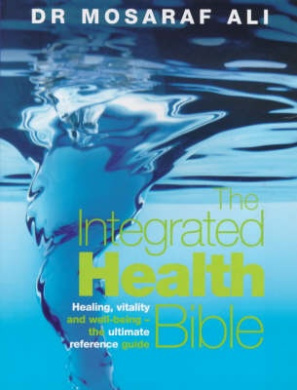 DR MOSARAF ALI
The
Integrated
Health
Bible
Healing, vitality
and well-being –
the ultimate
reference guide